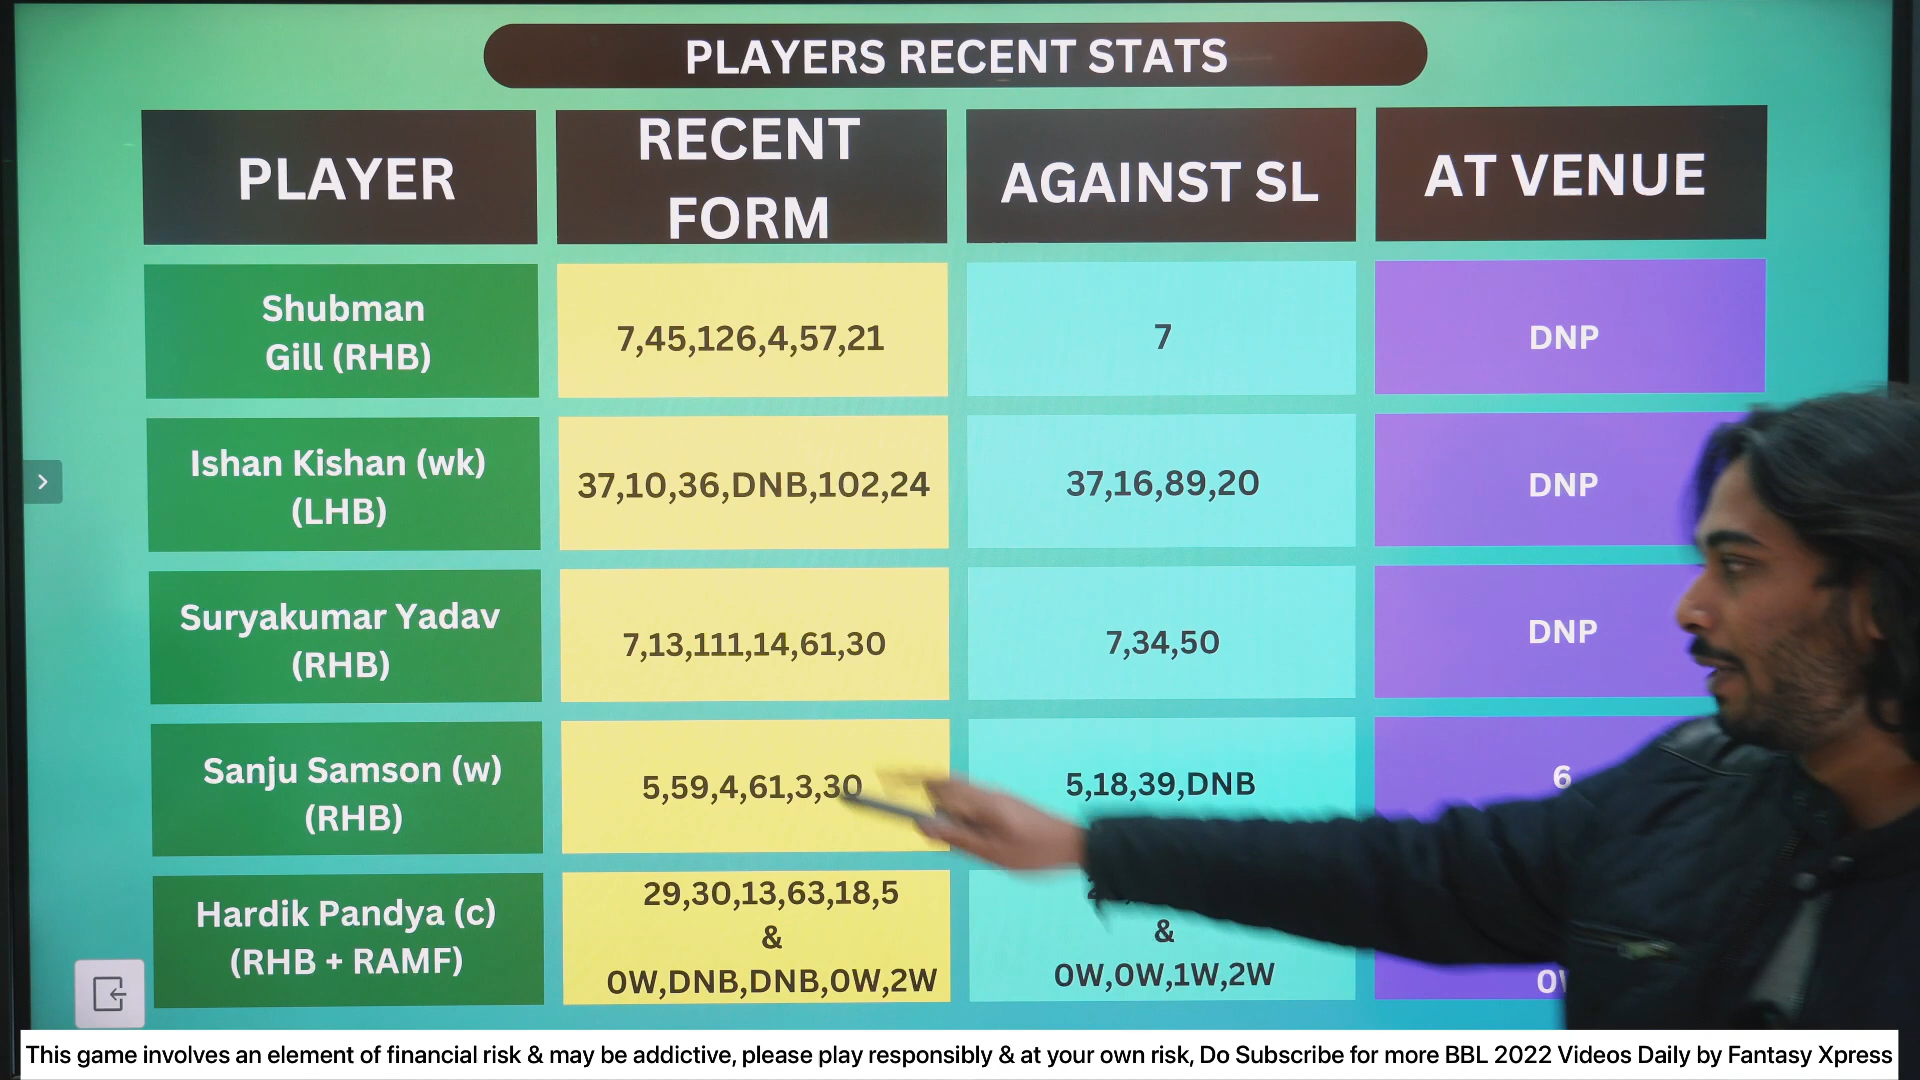 PLAYERS RECENT STATS
PLAYER
RECENT
FORM
AGAINST SL
AT VENUE
Shubman
Gill (RHB)
7,45,126,4,57,21
7
DNP
Ishan Kishan (wk)
(LHB)
37,10,36,DNB,102,24
37,16,89,20
DNP
Suryakumar Yadav
(RHB)
7,13,111,14,61,30
7,34,50
DNP
Sanju Samson (w)
(RHB)
5,59,4,61,3,30
5,18,39,DNB
6
Hardik Pandya (c)
(RHB + RAMF)
29,30,13,63,18,5
&
0W,DNB,DNB,0W,2W
&
0W,0W,1W,2W
This game involves an element of financial risk & may be addictive, please play responsibly & at your own risk, Do Subscribe for more BBL 2022 Videos Daily by Fantasy Xpress